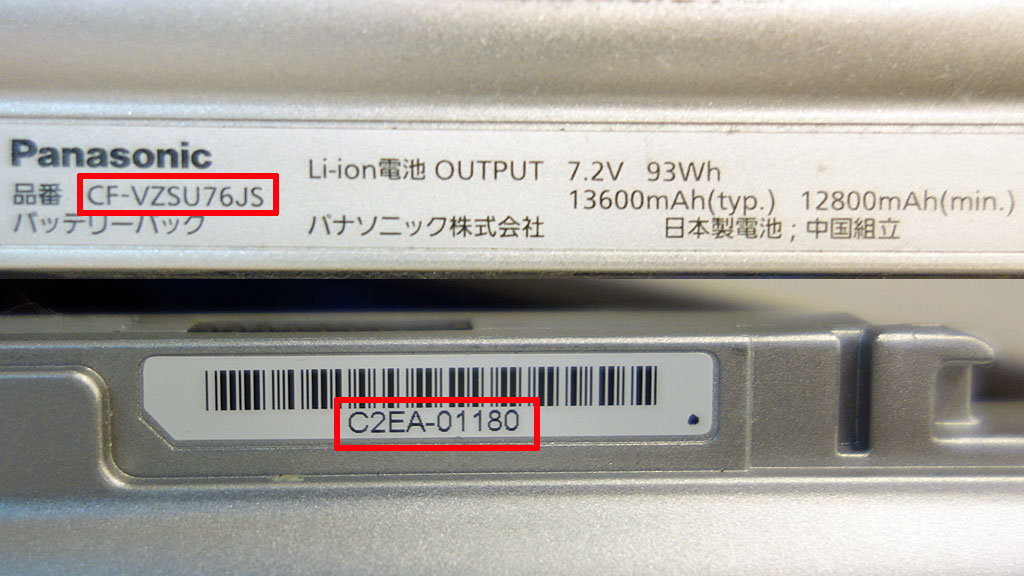 Panasonic
品番 CF-VZSU76JS
バッテリーパック
Li-ion電池 OUTPUT 7.2V 93Wh
13600mAh(typ.) 12800mAh(min.)
パナソニック株式会社 日本製電池 ; 中国組立
C2EA-01180